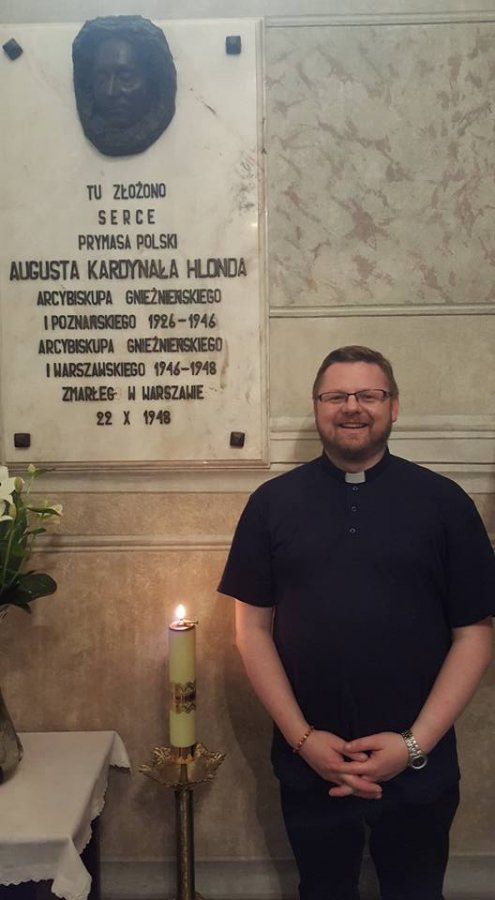 TU ZŁOŻONO
SERCE
PRYMASA POLSKI
AUGUSTA KARDYNAŁA HLONDA
ARCYBISKUPA GNIEŹNIEŃSKIEGO
I POZNAŃSKIEGO 1926-1946
ARCYBISKUPA GNIEŹNIEŃSKIEGO
I WARSZAWSKIEGO 1946-1948
ZMARŁEGO W WARSZAWIE
22 X 1948